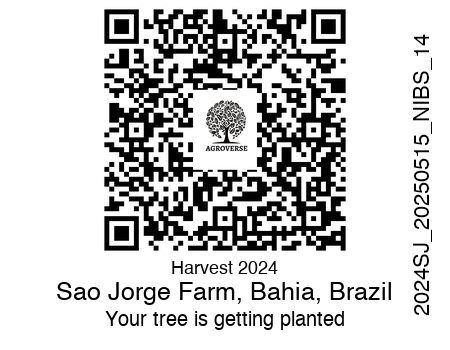 AGROVERSE
Harvest 2024
Sao Jorge Farm, Bahia, Brazil
Your tree is getting planted
2024SJ_20250515_NIBS_14